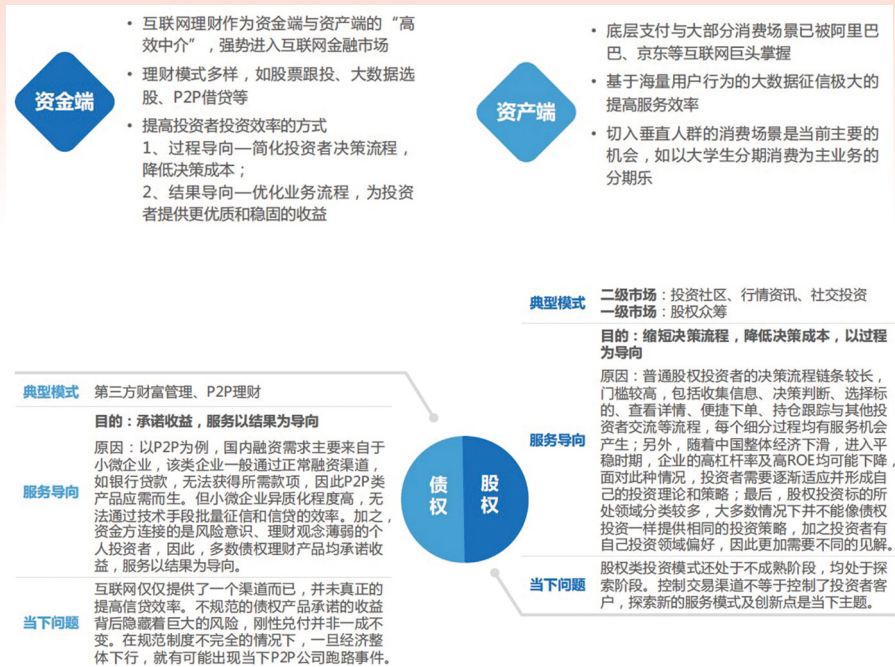 资金端
• 互联网理财作为资金端与资产端的“高
效中介”，强势进入互联网金融市场
• 理财模式多样，如股票跟投、大数据选
股、P2P借贷等
• 提高投资者投资效率的方式
1、过程导向—简化投资者决策流程，
降低决策成本；
2、结果导向—优化业务流程，为投资
者提供更优质和稳固的收益
资产端
• 底层支付与大部分消费场景已被阿里巴
巴、京东等互联网巨头掌握
• 基于海量用户行为的大数据征信极大的
提高服务效率
• 切入垂直人群的消费场景是当前主要的
机会，如以大学生分期消费为主业务的
分期乐
典型模式
第三方财富管理、P2P理财
服务导向
目的：承诺收益，服务以结果为导向
原因：以P2P为例，国内融资需求主要来自于
小微企业，该类企业一般通过正常融资渠道，
如银行贷款，无法获得所需款项，因此P2P类
产品应需而生。但小微企业异质化程度高，无
法通过技术手段批量征信和信贷的效率。加之，
资金方连接的是风险意识、理财观念薄弱的个
人投资者，因此，多数债权理财产品均承诺收
益，服务以结果为导向。
当下问题
互联网仅仅提供了一个渠道而已，并未真正的
提高信贷效率。不规范的债权产品承诺的收益
背后隐藏着巨大的风险，刚性兑付并非一成不
变。在规范制度不完全的情况下，一旦经济整
体下行，就有可能出现当下P2P公司跑路事件。
债权
股权
典型模式
二级市场：投资社区、行情资讯、社交投资
一级市场：股权众筹
服务导向
目的：缩短决策流程，降低决策成本，以过程
为导向
原因：普通股权投资者的决策流程链条较长，
门槛较高，包括收集信息、决策判断、选择标
的、查看详情、便捷下单、持仓跟踪与其他投
资者交流等流程，每个细分过程均有服务机会
产生；另外，随着中国整体经济下滑，进入平
稳时期，企业的高杠杆率及高ROE均可能下降，
面对此种情况，投资者需要逐渐适应并形成自
己的投资理论和策略；最后，股权投资标的所
处领域分类较多，大多数情况下并不能像债权
投资一样提供相同的投资策略，加之投资者有
自己投资领域偏好，因此更加需要不同的见解。
当下问题
股权类投资模式还处于不成熟阶段，均处于探
索阶段。控制交易渠道不等于控制了投资者客
户，探索新的服务模式及创新点是当下主题。